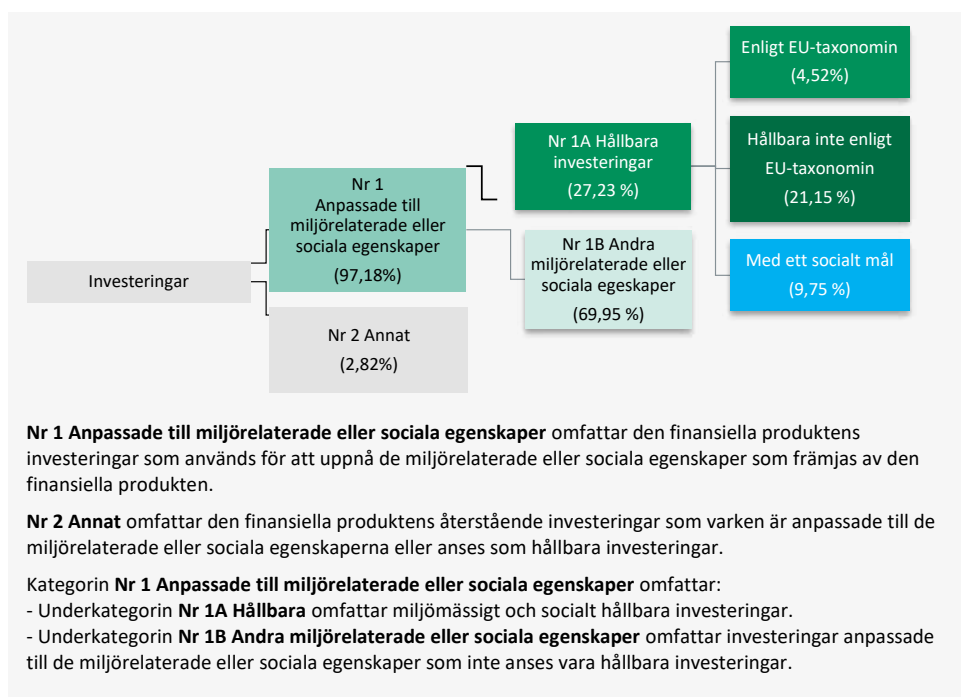 Investeringar
Nr 1
Anpassade till
miljörelaterade eller
sociala egenskaper
(97,18%)
Nr 2 Annat
(2,82%)
Nr 1A Hållbara
investeringar
(27,23 %)
Nr 1B Andra
miljörelaterade eller
sociala egeskaper
(69,95 %)
Enligt EU-taxonomin
(4,52%)
Hållbara inte enligt
EU-taxonomin
(21,15 %)
Med ett socialt mål
(9,75 %)
Nr 1 Anpassade till miljörelaterade eller sociala egenskaper omfattar den finansiella produktens
investeringar som används för att uppnå de miljörelaterade eller sociala egenskaper som främjas av den
finansiella produkten.
Nr 2 Annat omfattar den finansiella produktens återstående investeringar som varken är anpassade till de
miljörelaterade eller sociala egenskaperna eller anses som hållbara investeringar.
Kategorin Nr 1 Anpassade till miljörelaterade eller sociala egenskaper omfattar:
- Underkategorin Nr 1A Hållbara omfattar miljömässigt och socialt hållbara investeringar.
- Underkategorin Nr 1B Andra miljörelaterade eller sociala egenskaper omfattar investeringar anpassade
till de miljörelaterade eller sociala egenskaper som inte anses vara hållbara investeringar.